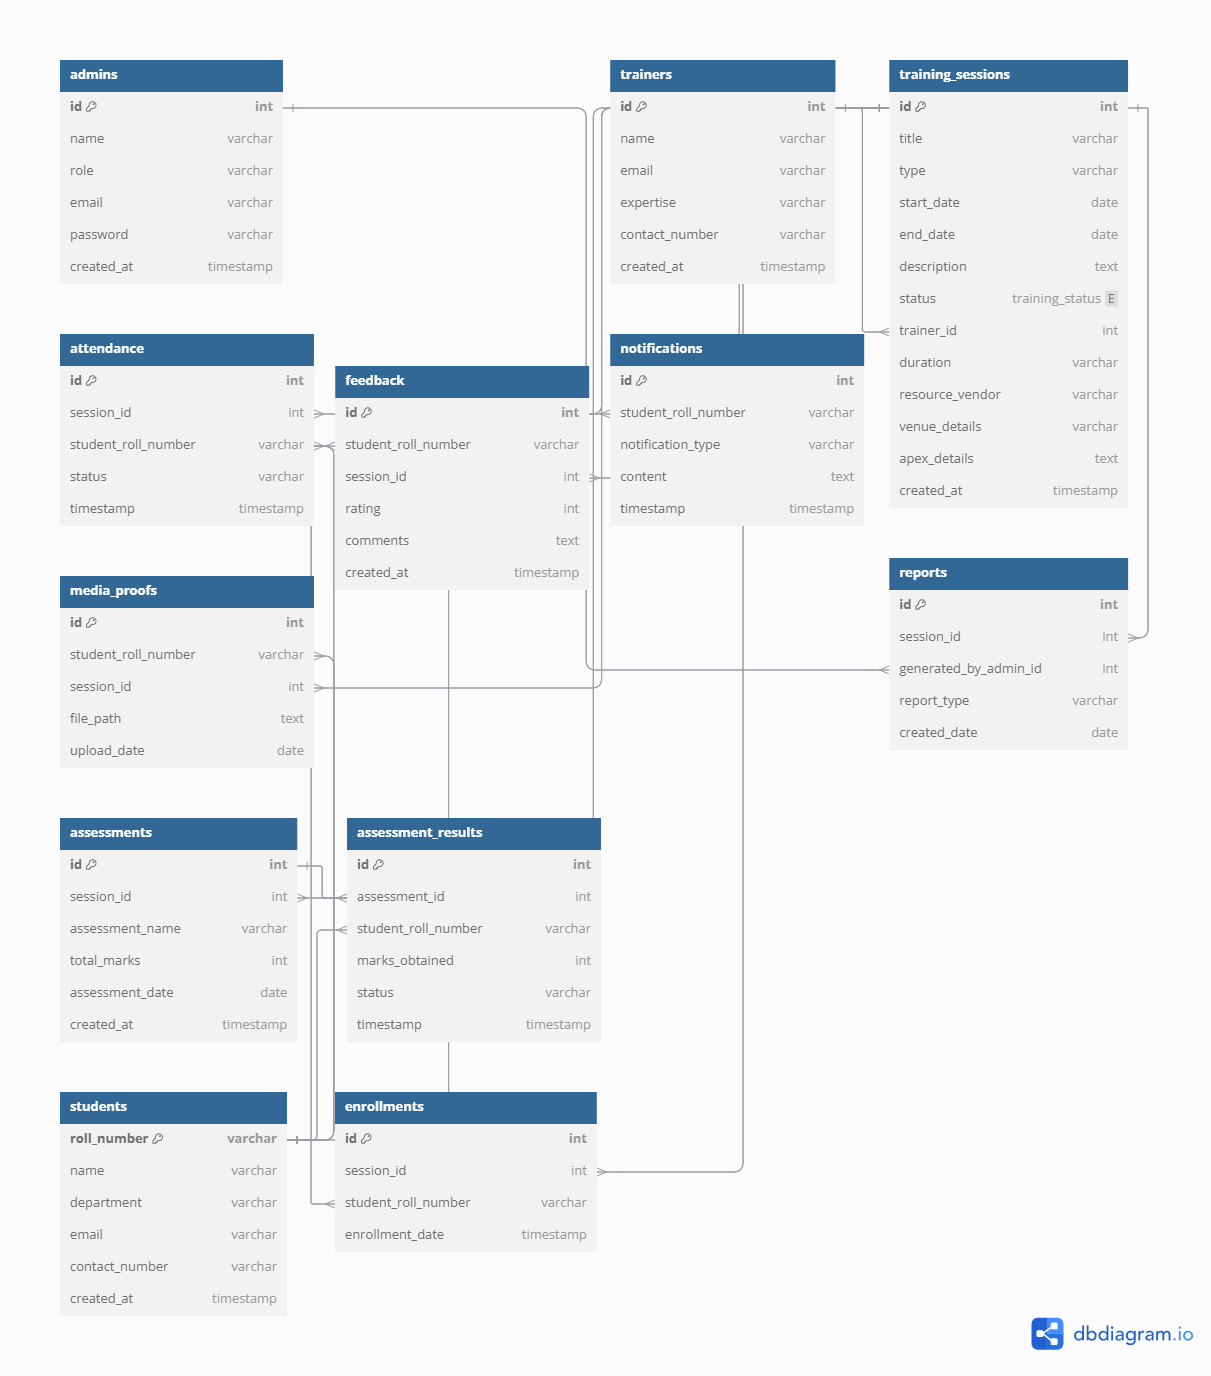 admins
id int
name varchar
role varchar
email varchar
password varchar
created_at timestamp
trainers
id int
name varchar
email varchar
expertise varchar
contact_number varchar
created_at timestamp
training_sessions
id int
title varchar
type varchar
start_date date
end_date date
description text
status training_status E
trainer_id int
duration varchar
resource_vendor varchar
venue_details varchar
apex_details text
created_at timestamp
attendance
id int
session_id int
student_roll_number varchar
status varchar
timestamp timestamp
feedback
id int
student_roll_number varchar
session_id int
rating int
comments text
created_at timestamp
notifications
id int
student_roll_number varchar
notification_type varchar
content text
timestamp timestamp
reports
id int
session_id int
generated_by_admin_id int
report_type varchar
created_date date
media_proofs
id int
student_roll_number varchar
session_id int
file_path text
upload_date date
assessments
id int
session_id int
assessment_name varchar
total_marks int
assessment_date date
created_at timestamp
assessment_results
id int
assessment_id int
student_roll_number varchar
marks_obtained int
status varchar
timestamp timestamp
students
roll_number varchar
name varchar
department varchar
email varchar
contact_number varchar
created_at timestamp
enrollments
id int
session_id int
student_roll_number varchar
enrollment_date timestamp
dbdiagram.io